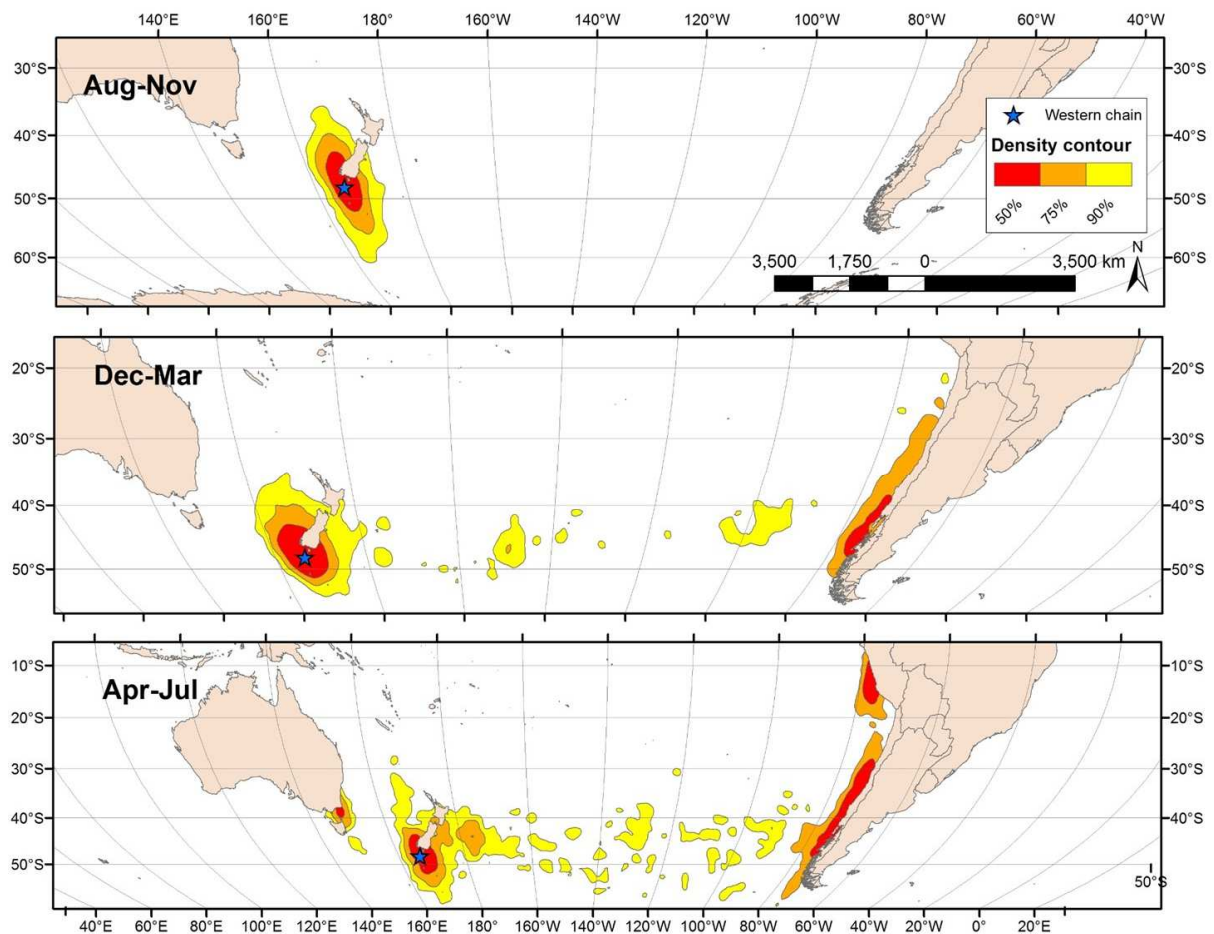 140°E 160°E 180° 160°W 140°W 120°W 100°W 80°W 60°W 40°W
Aug-Nov
30°S 30°S
40°S 40°S
50°S 50°S
60°S 60°S
Western chain
Density contour
50% 75% 90%
3,500 1,750 0 3,500 km
N
Dec-Mar
20°S 20°S
30°S 30°S
40°S 40°S
50°S 50°S
Apr-Jul
10°S 10°S
20°S 20°S
30°S 30°S
40°S 40°S
50°S 50°S
40°E 60°E 80°E 100°E 120°E 140°E 160°E 180° 160°W 140°W 120°W 100°W 80°W 60°W 40°W 20°W 0° 20°E